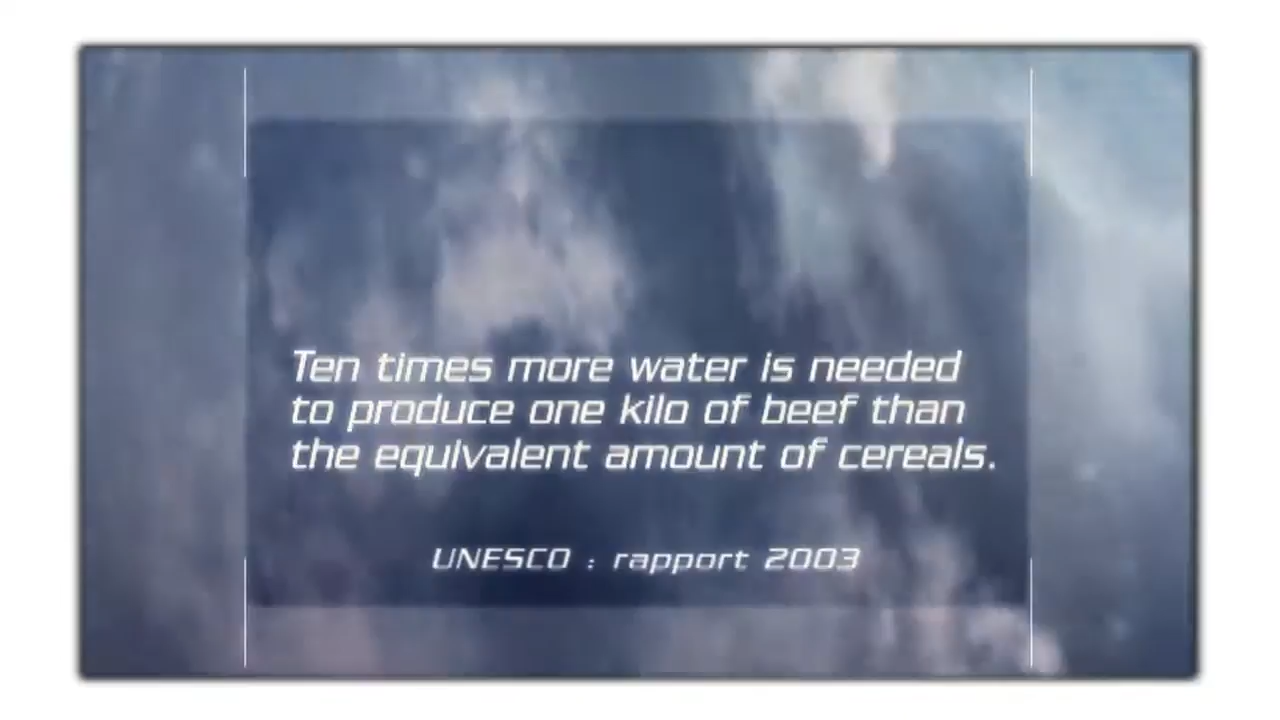 Ten times more water is needed
to produce one kilo of beef than
the equivalent amount of cereals.
UNESCO : rapport 2003